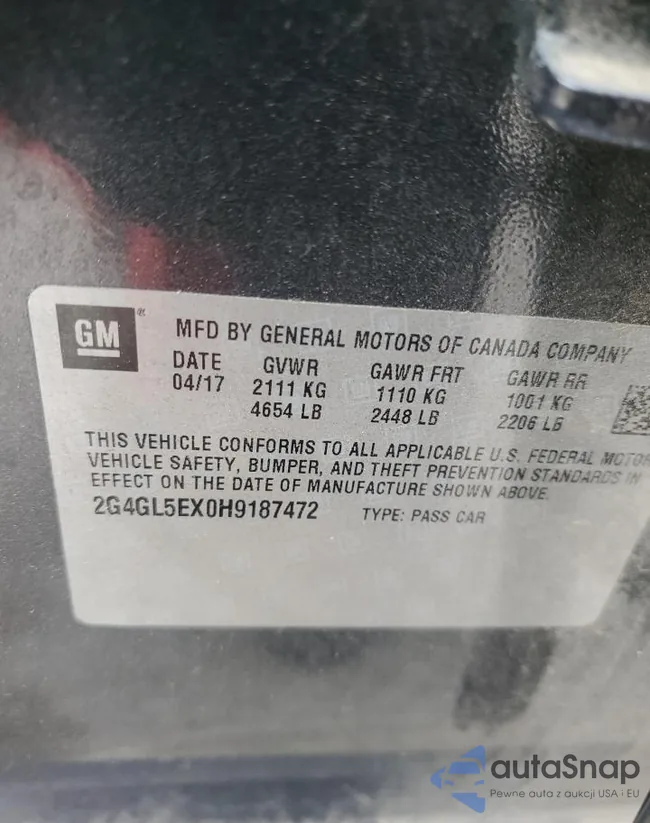 GM ®
MFD BY GENERAL MOTORS OF CANADA COMPANY
DATE GVWR GAWR FRT GAWR RR
04/17 2111 KG 1110 KG 1001 KG
4654 LB 2448 LB 2206 LB
THIS VEHICLE CONFORMS TO ALL APPLICABLE U.S. FEDERAL MOTOR
VEHICLE SAFETY, BUMPER, AND THEFT PREVENTION STANDARDS IN
EFFECT ON THE DATE OF MANUFACTURE SHOWN ABOVE.
2G4GL5EX0H9187472 TYPE: PASS CAR
autaSnap
Pewne auta z aukcji USA i EU